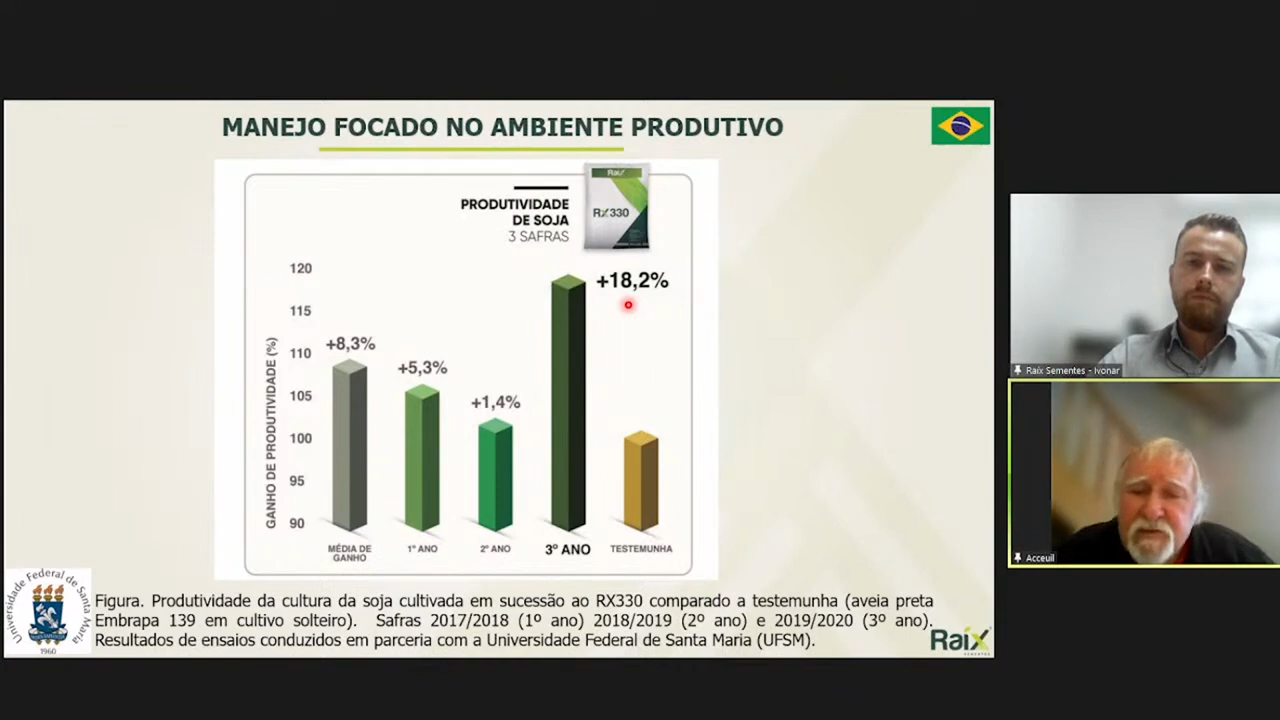 MANEJO FOCADO NO AMBIENTE PRODUTIVO
PRODUTIVIDADE
DE SOJA
3 SAFRAS
Raix
Rx330
GANHO DE PRODUTIVIDADE (%)
120
115
110
105
100
95
90
+8,3%
+5,3%
+1,4%
+18,2%
MÉDIA DE
GANHO
1º ANO
2º ANO
3º ANO
TESTEMUNHA
Universidade Federal de Santa Maria
1960
Figura. Produtividade da cultura da soja cultivada em sucessão ao RX330 comparado a testemunha (aveia preta
Embrapa 139 em cultivo solteiro). Safras 2017/2018 (1º ano) 2018/2019 (2º ano) e 2019/2020 (3º ano).
Resultados de ensaios conduzidos em parceria com a Universidade Federal de Santa Maria (UFSM).
Raix
SEMENTES
Raix Sementes - Ivonar
Acceuil